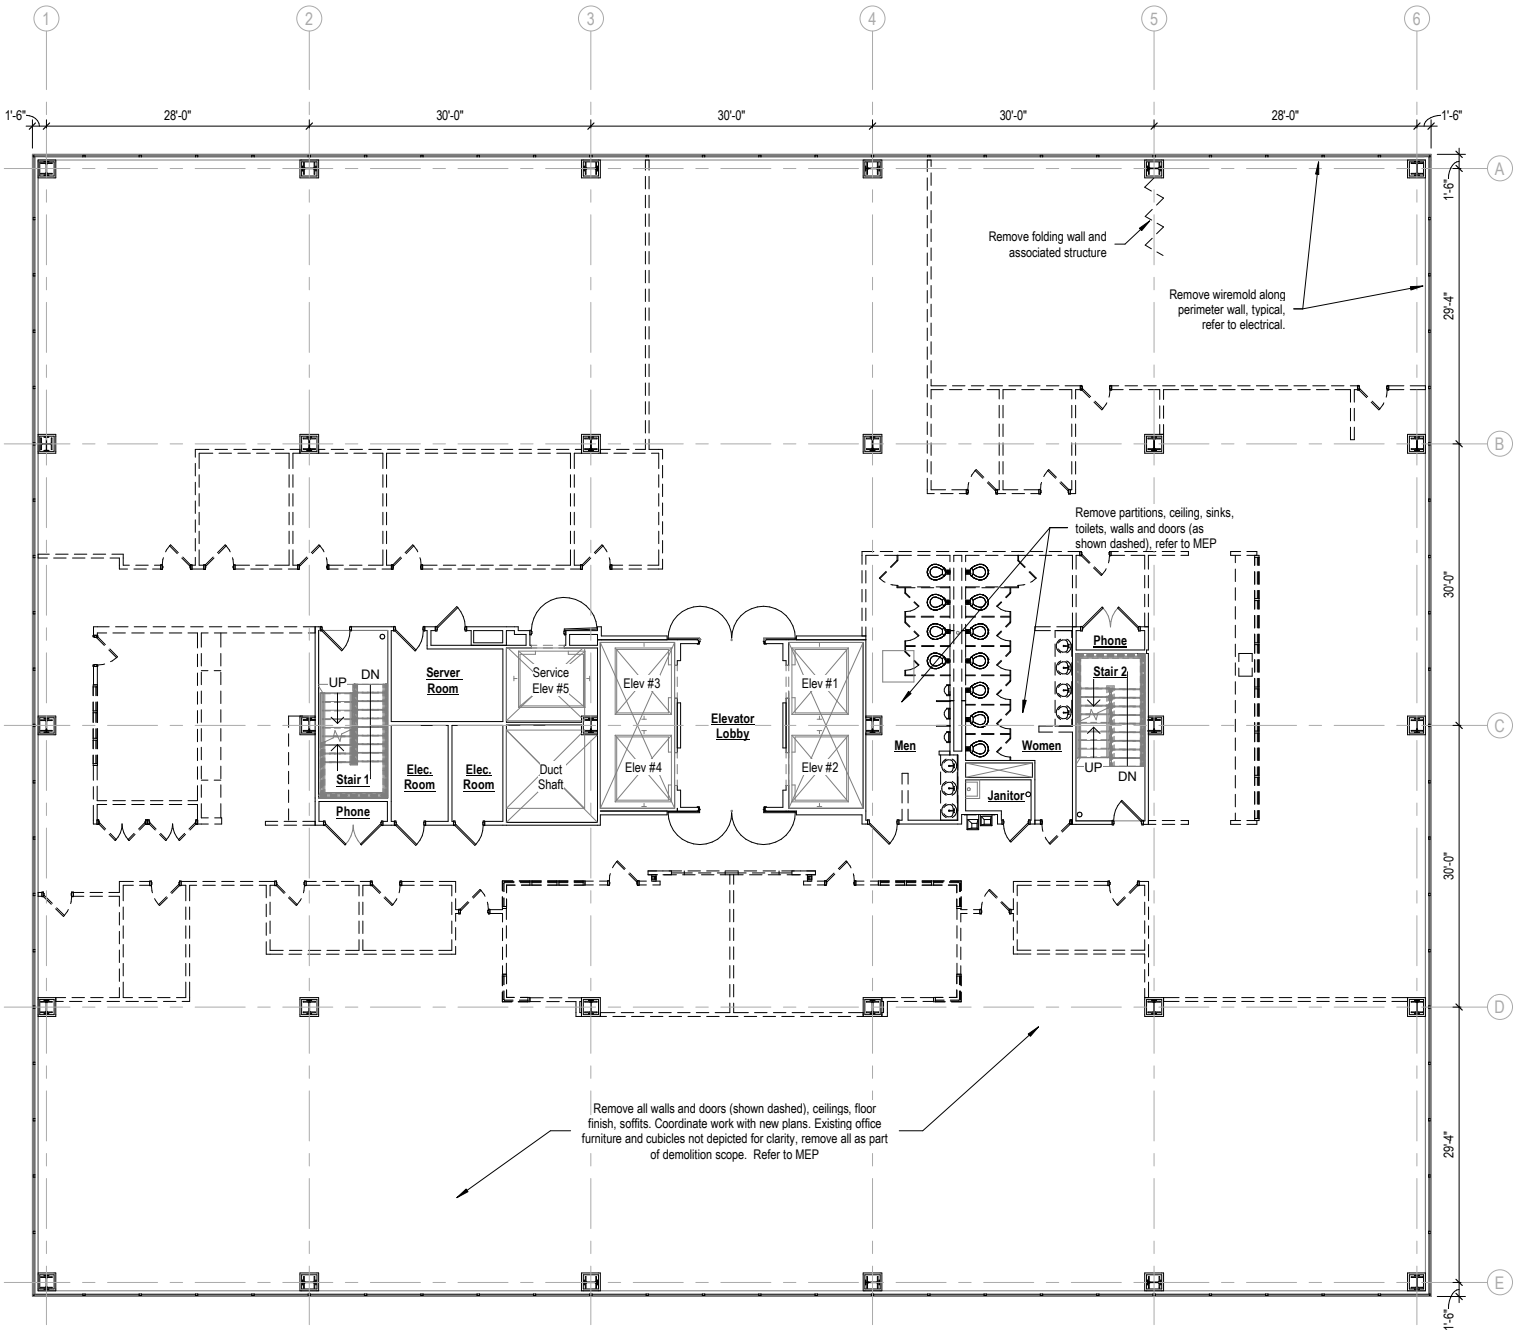 1 2 3 4 5 6
1'-6" 28'-0" 30'-0" 30'-0" 30'-0" 28'-0" 1'-6"
A
1'-6"
Remove folding wall and
associated structure
Remove wiremold along
perimeter wall, typical,
refer to electrical.
29'-4"
B
Remove partitions, ceiling, sinks,
toilets, walls and doors (as
shown dashed), refer to MEP
30'-0"
Phone
UP DN
Server
Room
Service
Elev #5
Elev #3
Elev #1
Stair 2
Elevator
Lobby
C
Men
Women
Stair 1
Elec.
Room
Elec.
Room
Duct
Shaft
Elev #4
Elev #2
UP DN
Janitor
Phone
30'-0"
D
Remove all walls and doors (shown dashed), ceilings, floor
finish, soffits. Coordinate work with new plans. Existing office
furniture and cubicles not depicted for clarity, remove all as part
of demolition scope. Refer to MEP
29'-4"
E
1'-6"